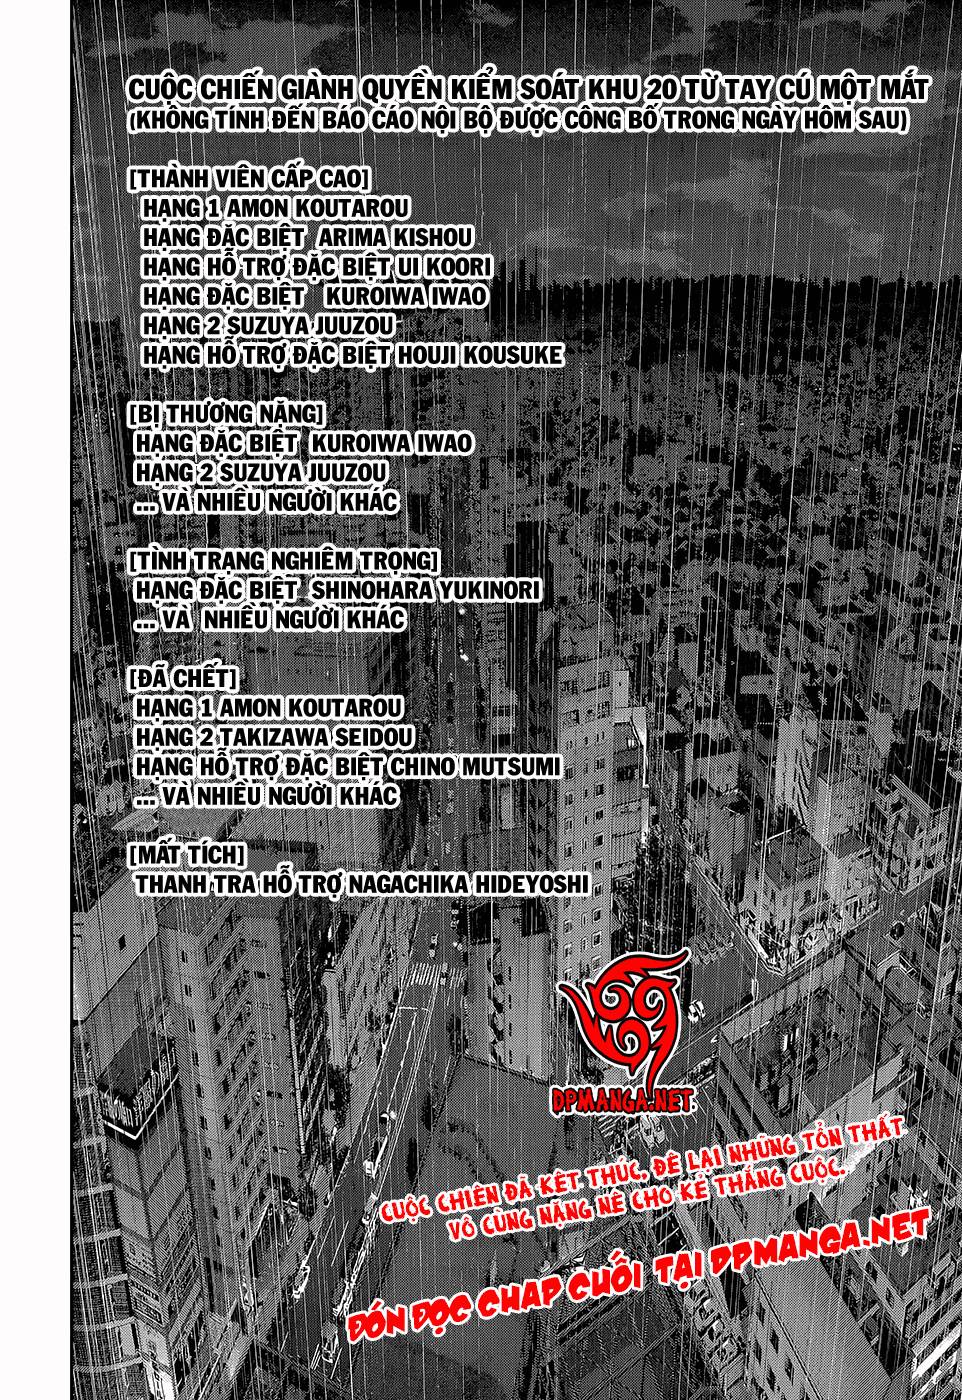 CUỘC CHIẾN GIÀNH QUYỀN KIỂM SOÁT KHU 20 TỪ TAY CÚ MỘT MẮT
(KHÔNG TÍNH ĐẾN BÁO CÁO NỘI BỘ ĐƯỢC CÔNG BỐ TRONG NGÀY HÔM SAU)
[THÀNH VIÊN CẤP CAO]
HẠNG 1 AMON KOUTAROU
HẠNG ĐẶC BIỆT ARIMA KISHOU
HẠNG HỖ TRỢ ĐẶC BIỆT UI KOORI
HẠNG ĐẶC BIỆT KUROIWA IWAO
HẠNG 2 SUZUYA JUUZOU
HẠNG HỖ TRỢ ĐẶC BIỆT HOUJI KOUSUKE
[BỊ THƯƠNG NẶNG]
HẠNG ĐẶC BIỆT KUROIWA IWAO
HẠNG 2 SUZUYA JUUZOU
... VÀ NHIỀU NGƯỜI KHÁC
[TÌNH TRẠNG NGHIÊM TRỌNG]
HẠNG ĐẶC BIỆT SHINOHARA YUKINORI
... VA NHIỀU NGƯỜI KHÁC
[ĐÃ CHẾT]
HẠNG 1 AMON KOUTAROU
HẠNG 2 TAKIZAWA SEIDOU
HẠNG HỖ TRỢ ĐẶC BIỆT CHINO MUTSUMI
... VÀ NHIỀU NGƯỜI KHÁC
[MẤT TÍCH]
THANH TRA HỖ TRỢ NAGACHIKA HIDEYOSHI
DPMANGA.NET
CUỘC CHIẾN ĐÃ KẾT THÚC, ĐỂ LẠI NHỮNG TỔN THẤT
VÔ CÙNG NẶNG NỀ CHO KẺ THẮNG CUỘC.
ĐÓN ĐỌC CHAP CUỐI TẠI DPMANGA.NET